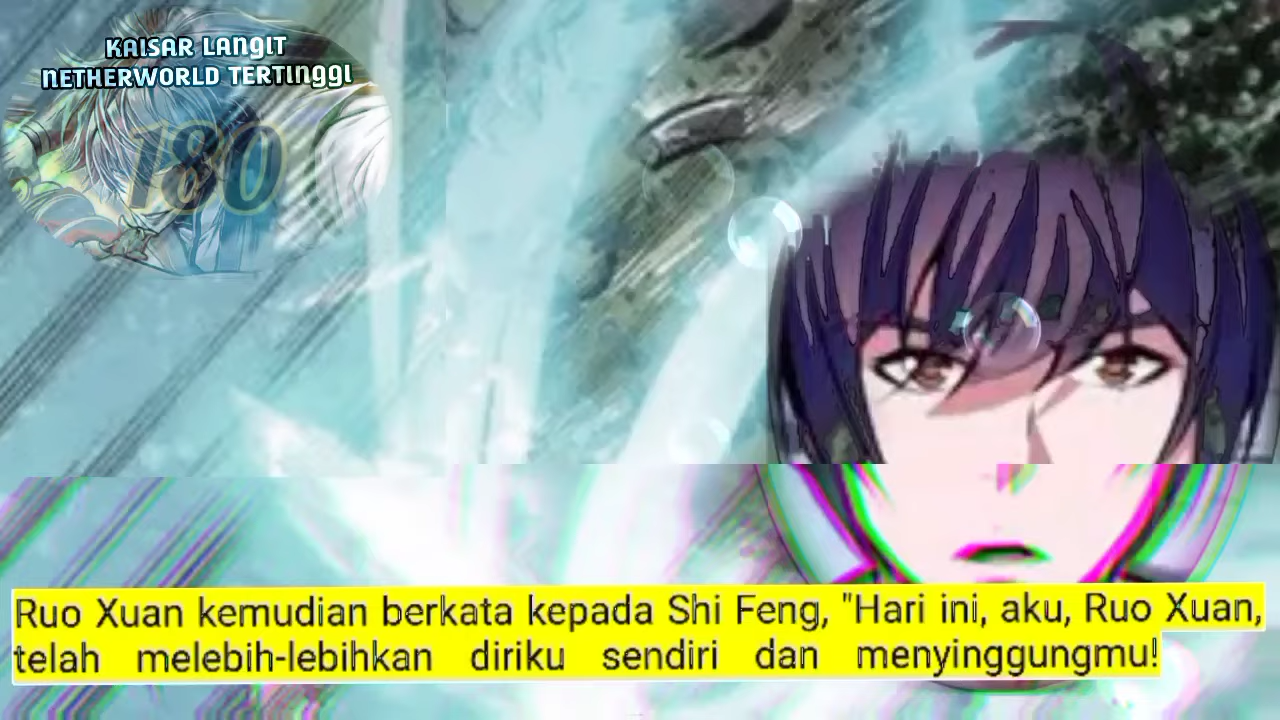 KAISAR LANGIT
NETHERWORLD TERTINGGI
180
Ruo Xuan kemudian berkata kepada Shi Feng, "Hari ini, aku, Ruo Xuan,
telah melebih-lebihkan diriku sendiri dan menyinggungmu!